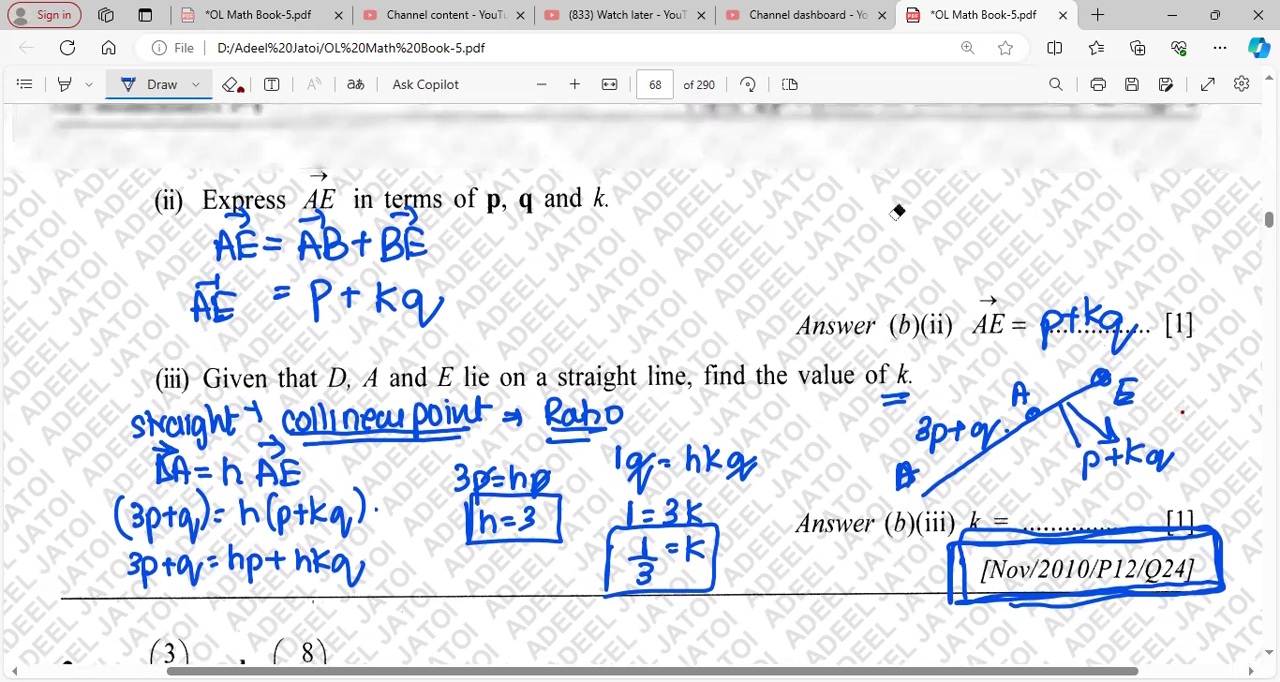 Sign in
*OL Math Book-5.pdf
Channel content - YouTu
(833) Watch later - YouT
Channel dashboard - Yo
*OL Math Book-5.pdf
File D:/Adeel%20Jatoi/OL%20Math%20Book-5.pdf
Draw
aあ
Ask Copilot
68 of 290
(ii) Express AE in terms of p, q and k.
AE = AB + BE
AE = P + kq
Answer (b)(ii) AE = p+kq [1]
(iii) Given that D, A and E lie on a straight line, find the value of k.
straight → collinear point ⇒ Ratio
DA = h AE
(3p+q) = h(p+kq).
3p+q = hp + hkq
3p = hp
h = 3
1q = hkq
1 = 3k
1/3 = k
A
E
3p+q
p+kq
Answer (b)(iii) k = .............. [1]
[Nov/2010/P12/Q24]
(3 (8
ADEEL JATOI